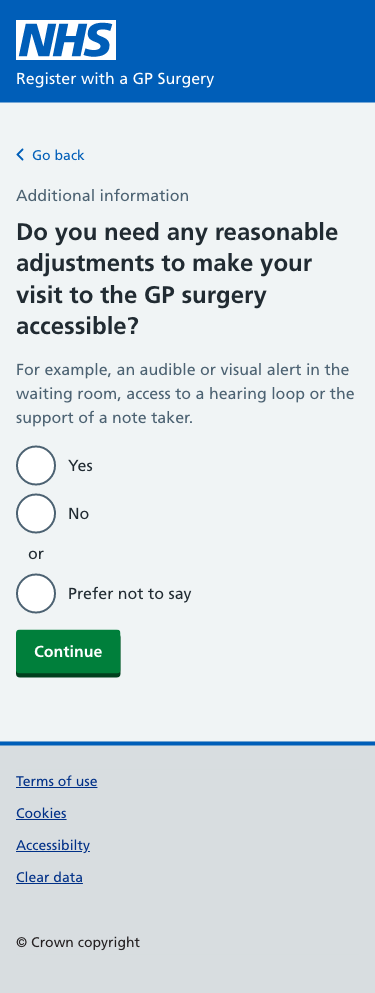 NHS
Register with a GP Surgery
Go back
Additional information
Do you need any reasonable
adjustments to make your
visit to the GP surgery
accessible?
For example, an audible or visual alert in the
waiting room, access to a hearing loop or the
support of a note taker.
Yes
No
or
Prefer not to say
Continue
Terms of use
Cookies
Accessibilty
Clear data
© Crown copyright